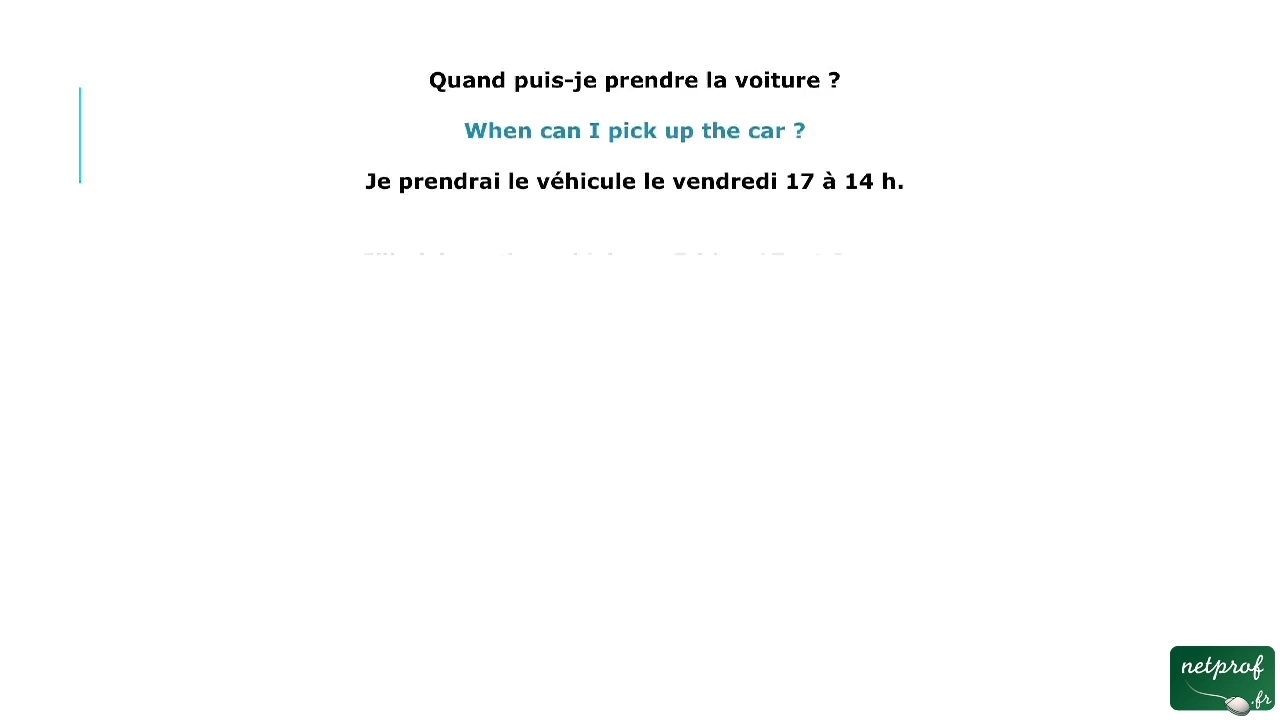 Quand puis-je prendre la voiture ?
When can I pick up the car ?
Je prendrai le véhicule le vendredi 17 à 14 h.
netprof
.fr